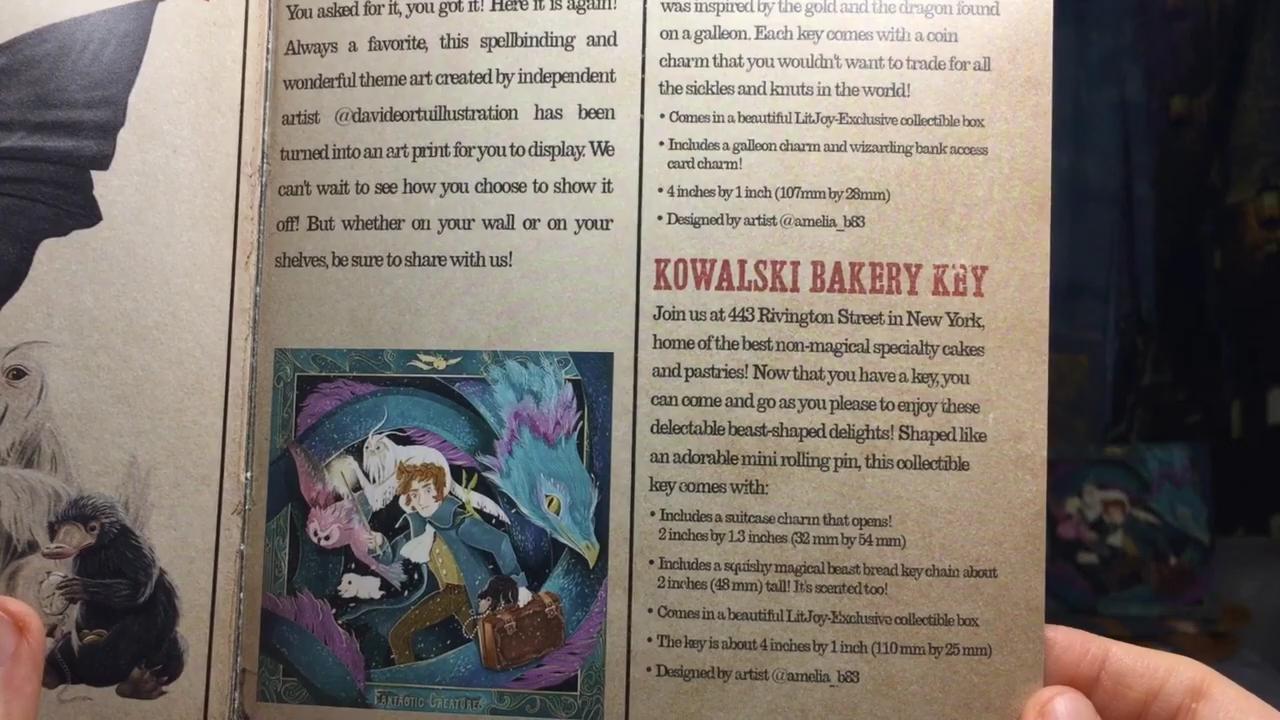 You asked for it, you got it! Here it is again!
Always a favorite, this spellbinding and
wonderful theme art created by independent
artist @davideortuillustration has been
turned into an art print for you to display. We
can't wait to see how you choose to show it
off! But whether on your wall or on your
shelves, be sure to share with us!
FANTASTIC CREATURES
was inspired by the gold and the dragon found
on a galleon. Each key comes with a coin
charm that you wouldn't want to trade for all
the sickles and knuts in the world!
• Comes in a beautiful LitJoy-Exclusive collectible box
• Includes a galleon charm and wizarding bank access
card charm!
• 4 inches by 1 inch (107mm by 28mm)
• Designed by artist @amelia_b83
KOWALSKI BAKERY KEY
Join us at 443 Rivington Street in New York,
home of the best non-magical specialty cakes
and pastries! Now that you have a key, you
can come and go as you please to enjoy these
delectable beast-shaped delights! Shaped like
an adorable mini rolling pin, this collectible
key comes with:
• Includes a suitcase charm that opens!
2 inches by 1.3 inches (32 mm by 54 mm)
• Includes a squishy magical beast bread key chain about
2 inches (48 mm) tall! It's scented too!
• Comes in a beautiful LitJoy-Exclusive collectible box
• The key is about 4 inches by 1 inch (110 mm by 25 mm)
• Designed by artist @amelia_b83